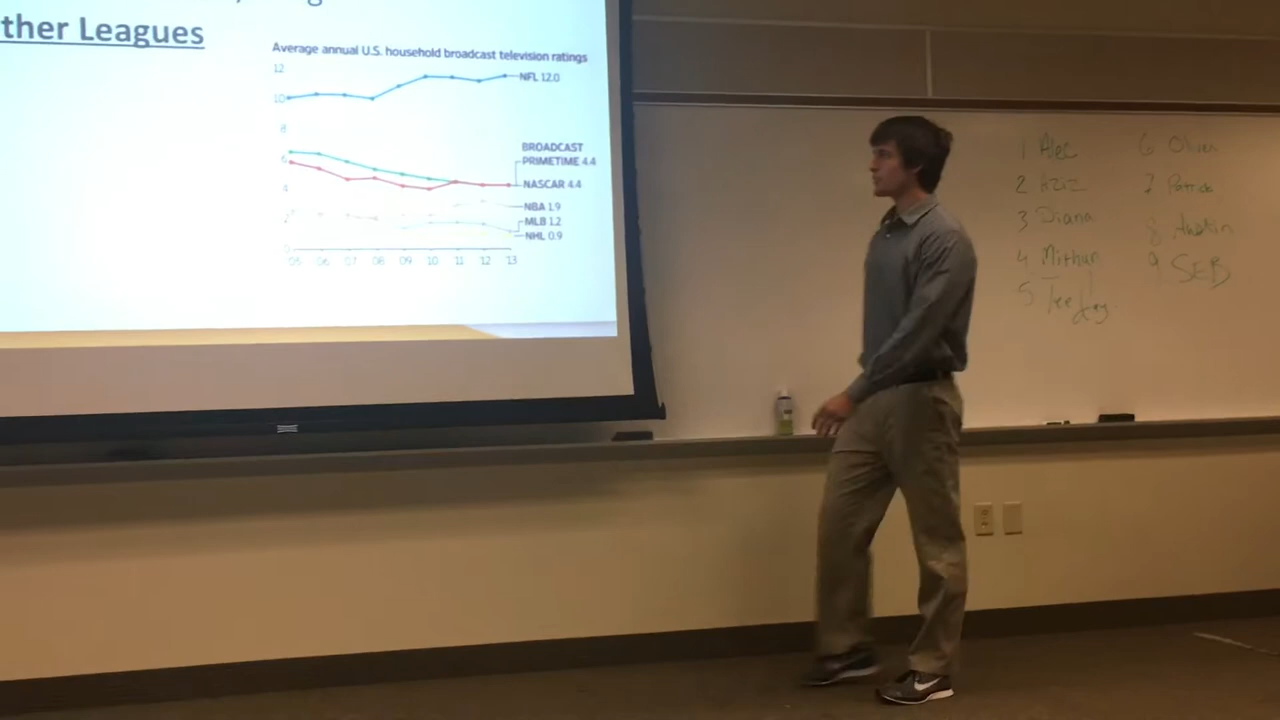 ther Leagues
Average annual U.S. household broadcast television ratings
12
10
8
6
4
2
0
NFL 12.0
BROADCAST
PRIMETIME 4.4
NASCAR 4.4
NBA 1.9
MLB 1.2
NHL 0.9
'05 '06 '07 '08 '09 '10 '11 '12 '13
1 Alec
2 Aziz
3 Diana
4 Mithun
5 TeeJay
6 Oliver
7 Patrick
8 Austin
9 SEB